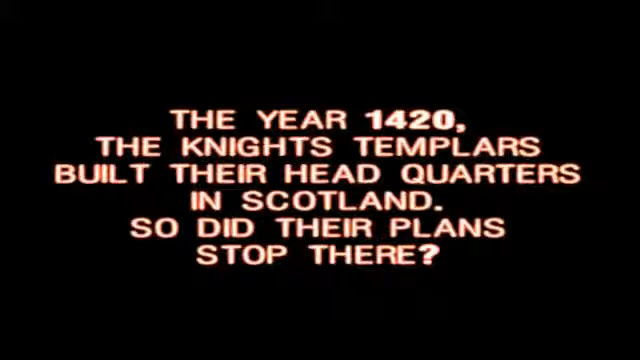 THE YEAR 1420,
THE KNIGHTS TEMPLARS
BUILT THEIR HEAD QUARTERS
IN SCOTLAND.
SO DID THEIR PLANS
STOP THERE?